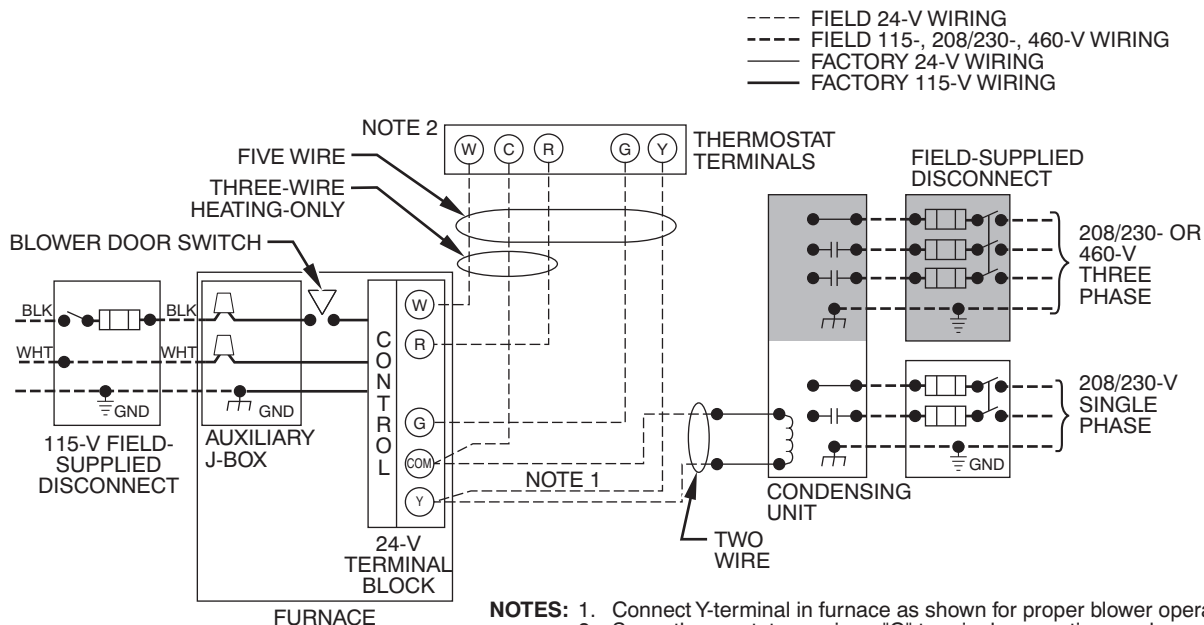 FIELD 24-V WIRING
FIELD 115-, 208/230-, 460-V WIRING
FACTORY 24-V WIRING
FACTORY 115-V WIRING
NOTE 2
W C R G Y
THERMOSTAT
TERMINALS
FIVE WIRE
THREE-WIRE
HEATING-ONLY
BLOWER DOOR SWITCH
FIELD-SUPPLIED
DISCONNECT
208/230- OR
460-V
THREE
PHASE
BLK
BLK
WHT
WHT
GND
GND
115-V FIELD-
SUPPLIED
DISCONNECT
AUXILIARY
J-BOX
CONTROL
W
R
G
COM
Y
24-V
TERMINAL
BLOCK
FURNACE
NOTE 1
TWO
WIRE
CONDENSING
UNIT
208/230-V
SINGLE
PHASE
GND
NOTES: 1. Connect Y-terminal in furnace as shown for proper blower